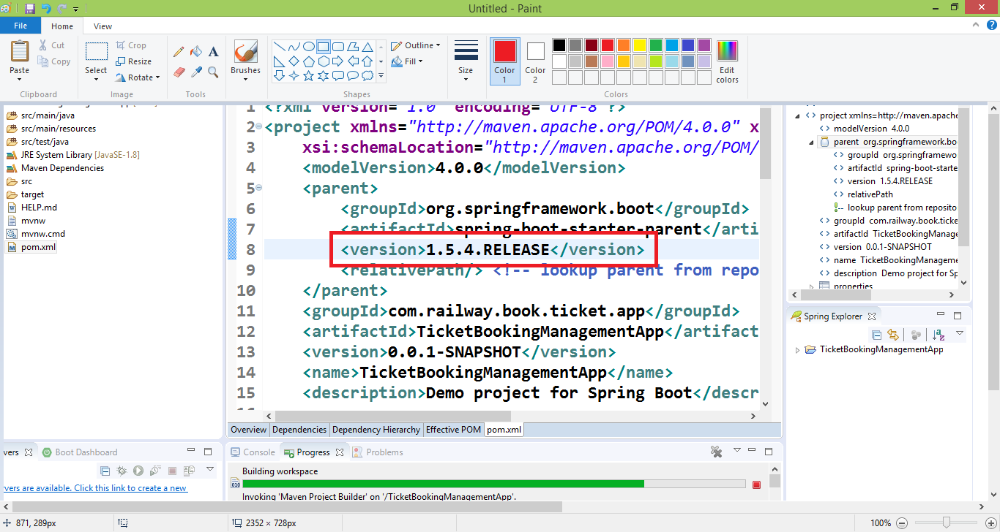 Untitled - Paint
File
Home
View
Paste
Cut
Copy
Clipboard
Select
Crop
Resize
Rotate
Image
A
Tools
Brushes
Shapes
Outline
Fill
Size
Color 1
Color 2
Edit colors
Colors
src/main/java
src/main/resources
src/test/java
JRE System Library [JavaSE-1.8]
Maven Dependencies
src
target
HELP.md
mvnw
mvnw.cmd
pom.xml
1 <?xml version="1.0" encoding="UTF-8"?>
2 <project xmlns="http://maven.apache.org/POM/4.0.0" x
3 xsi:schemaLocation="http://maven.apache.org/POM/
4 <modelVersion>4.0.0</modelVersion>
5 <parent>
6 <groupId>org.springframework.boot</groupId>
7 <artifactId>spring-boot-starter-parent</arti
8 <version>1.5.4.RELEASE</version>
9 <relativePath/> <!-- lookup parent from repo
10 </parent>
11 <groupId>com.railway.book.ticket.app</groupId>
12 <artifactId>TicketBookingManagementApp</artifact
13 <version>0.0.1-SNAPSHOT</version>
14 <name>TicketBookingManagementApp</name>
15 <description>Demo project for Spring Boot</descr
Overview
Dependencies
Dependency Hierarchy
Effective POM
pom.xml
project xmlns=http://maven.apache
modelVersion 4.0.0
parent org.springframework.bo
groupId org.springframewo
artifactId spring-boot-starte
version 1.5.4.RELEASE
relativePath
lookup parent from reposito
groupId com.railway.book.ticke
artifactId TicketBookingManage
version 0.0.1-SNAPSHOT
name TicketBookingManageme
description Demo project for Sp
properties
Spring Explorer
TicketBookingManagementApp
vers
Boot Dashboard
rvers are available. Click this link to create a new
Console
Progress
Problems
Building workspace
Invoking 'Maven Project Builder' on '/TicketBookingManagementApp'.
871, 289px
2352 × 728px
100%